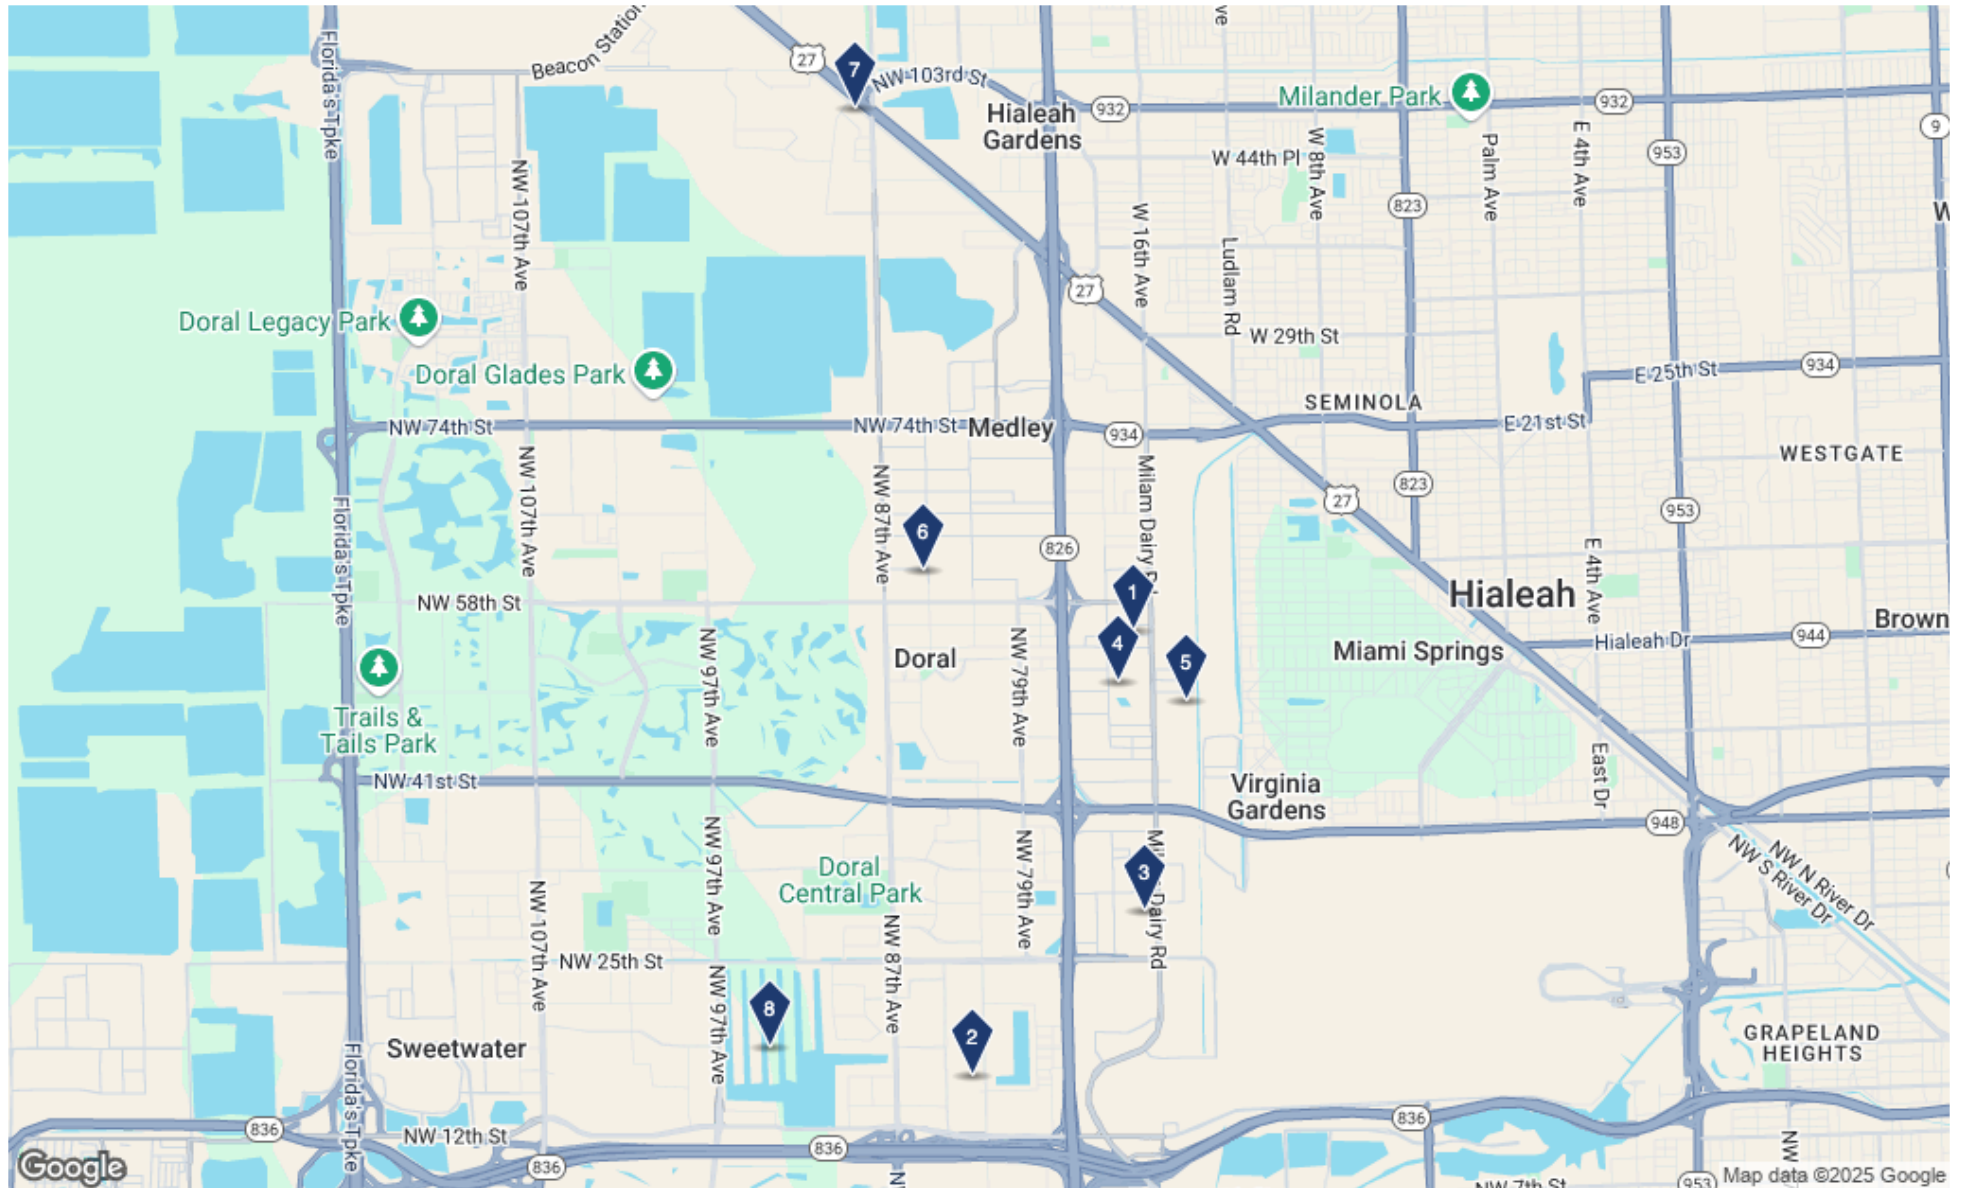 Florida's Tpke
Beacon Station
27
7
NW 103rd St
Hialeah
Gardens
932
Milander Park
932
953
9
NW 107th Ave
W 44th Pl
W 8th Ave
Palm Ave
E 4th Ave
823
W 16th Ave
Ludlam Rd
27
W 29th St
Doral Legacy Park
Doral Glades Park
E 25th St
934
SEMINOLA
NW 74th St
NW 74th St
Medley
934
E 21st St
WESTGATE
NW 107th Ave
NW 87th Ave
Milam Dairy Rd
27
823
953
Florida's Tpke
6
826
E 4th Ave
1
Hialeah
NW 58th St
Brown
4
5
Doral
NW 97th Ave
NW 79th Ave
Miami Springs
Hialeah Dr
944
Trails &
Tails Park
NW 41st St
Virginia
Gardens
East Dr
948
NW 97th Ave
NW 79th Ave
3
Dairy Rd
Doral
Central Park
NW S River Dr
NW N River Dr
NW 107th Ave
NW 87th Ave
NW 25th St
NW 97th Ave
8
2
Sweetwater
GRAPELAND
HEIGHTS
Florida's Tpke
836
NW 12th St
836
836
836
NW
NW 7th St
953
Google
Map data ©2025 Google